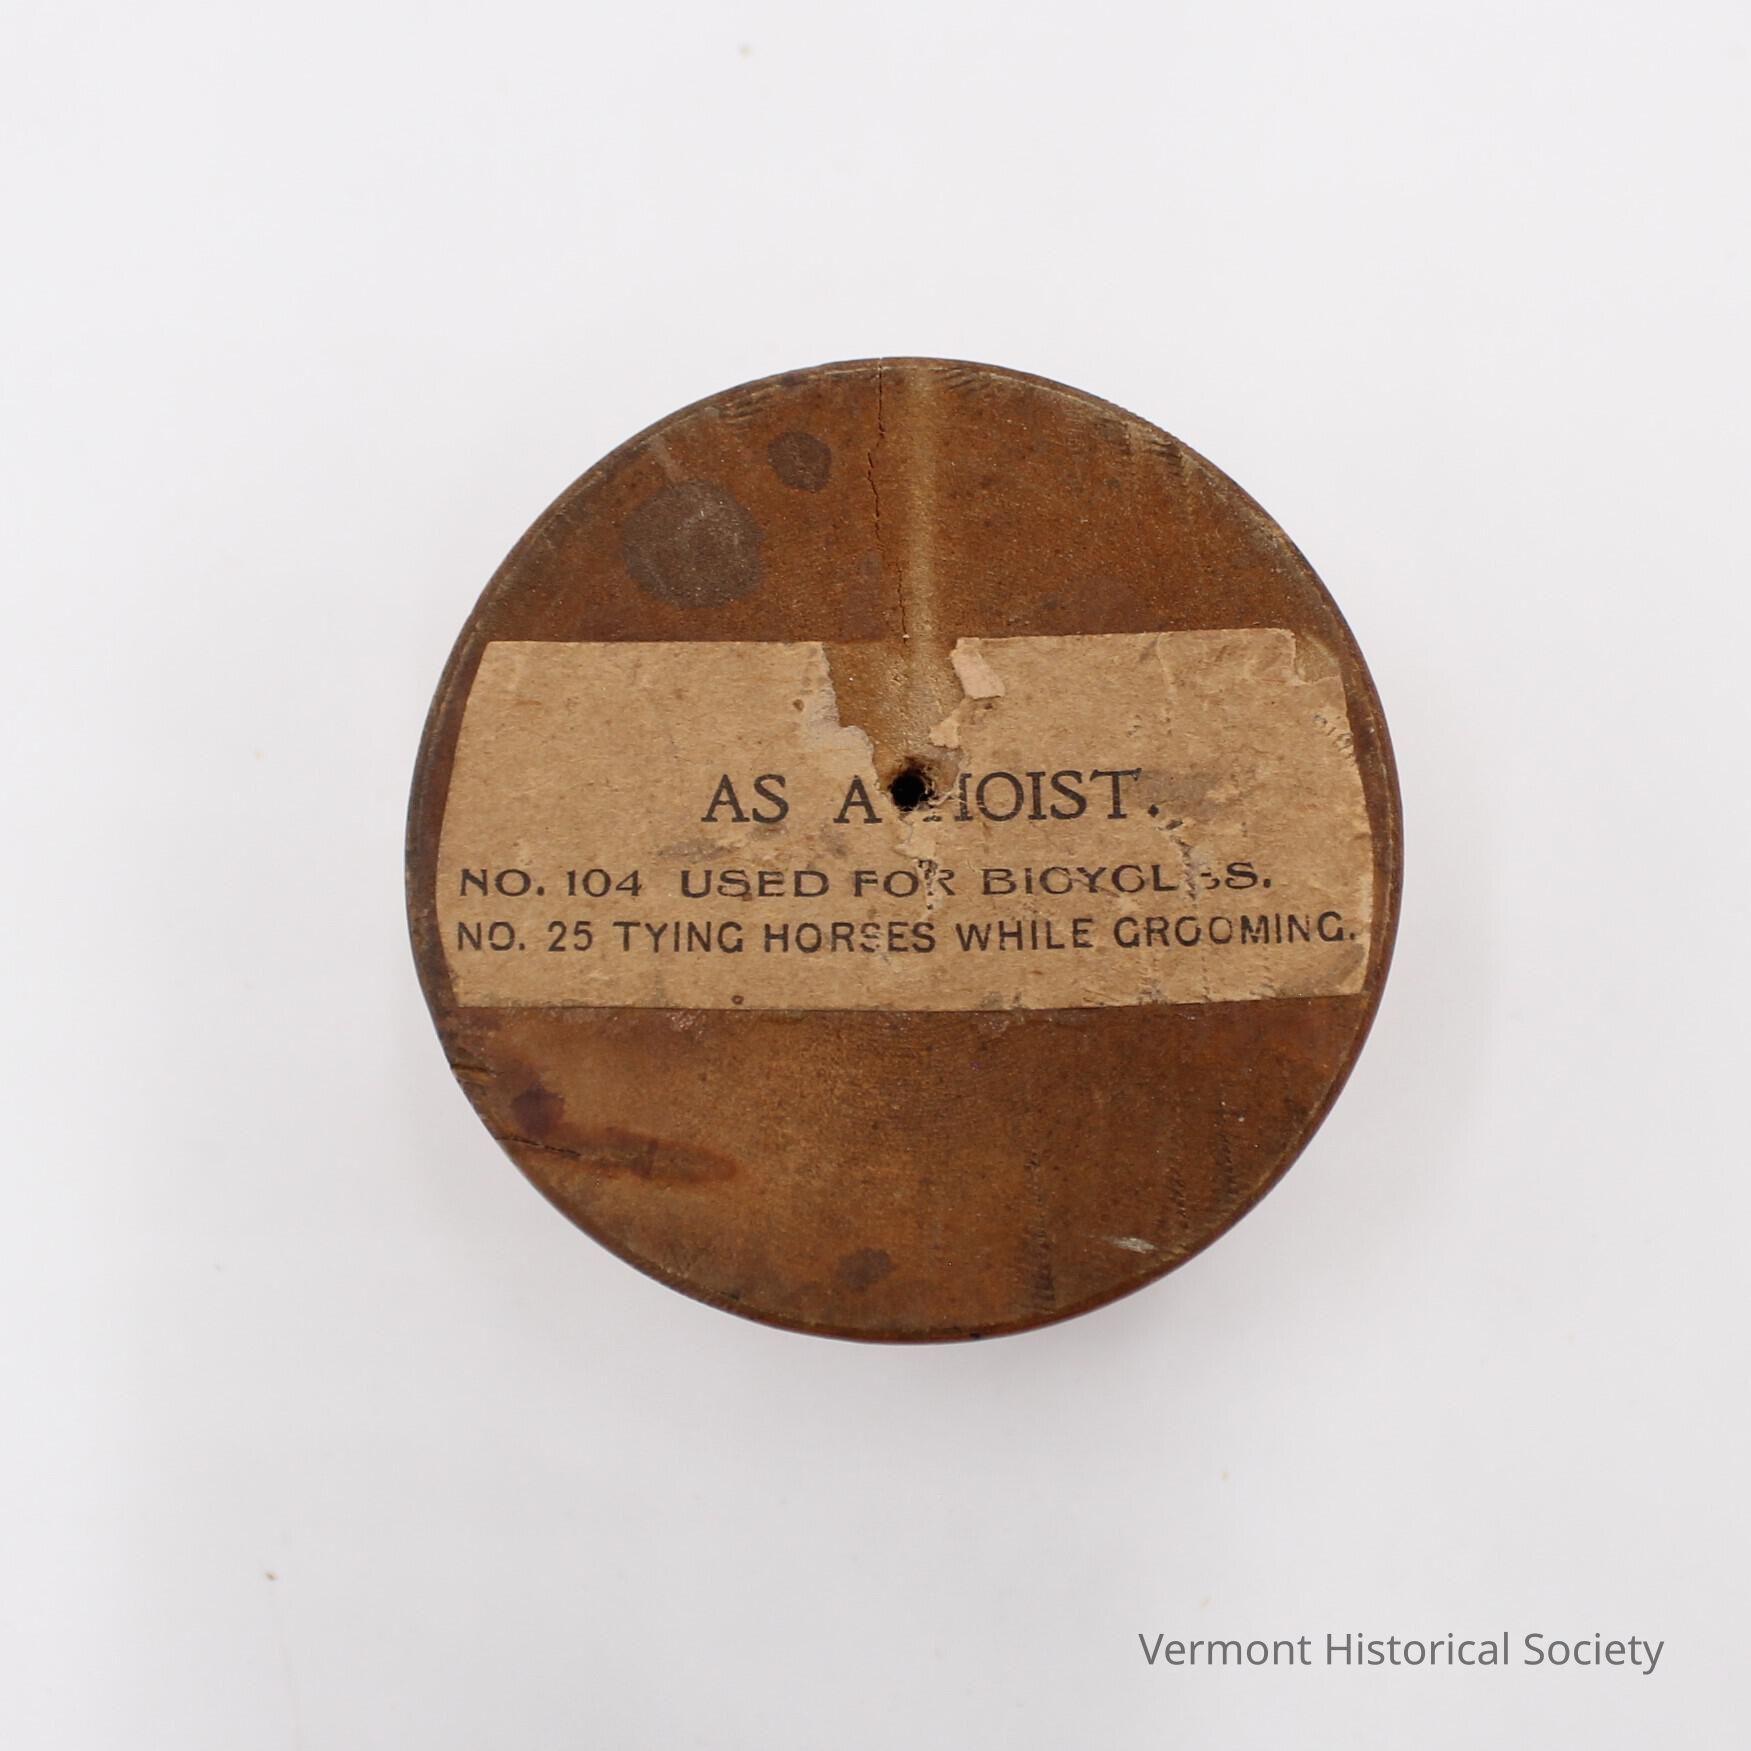 AS A HOIST.
NO. 104 USED FOR BICYCLES.
NO. 25 TYING HORSES WHILE GROOMING.
Vermont Historical Society